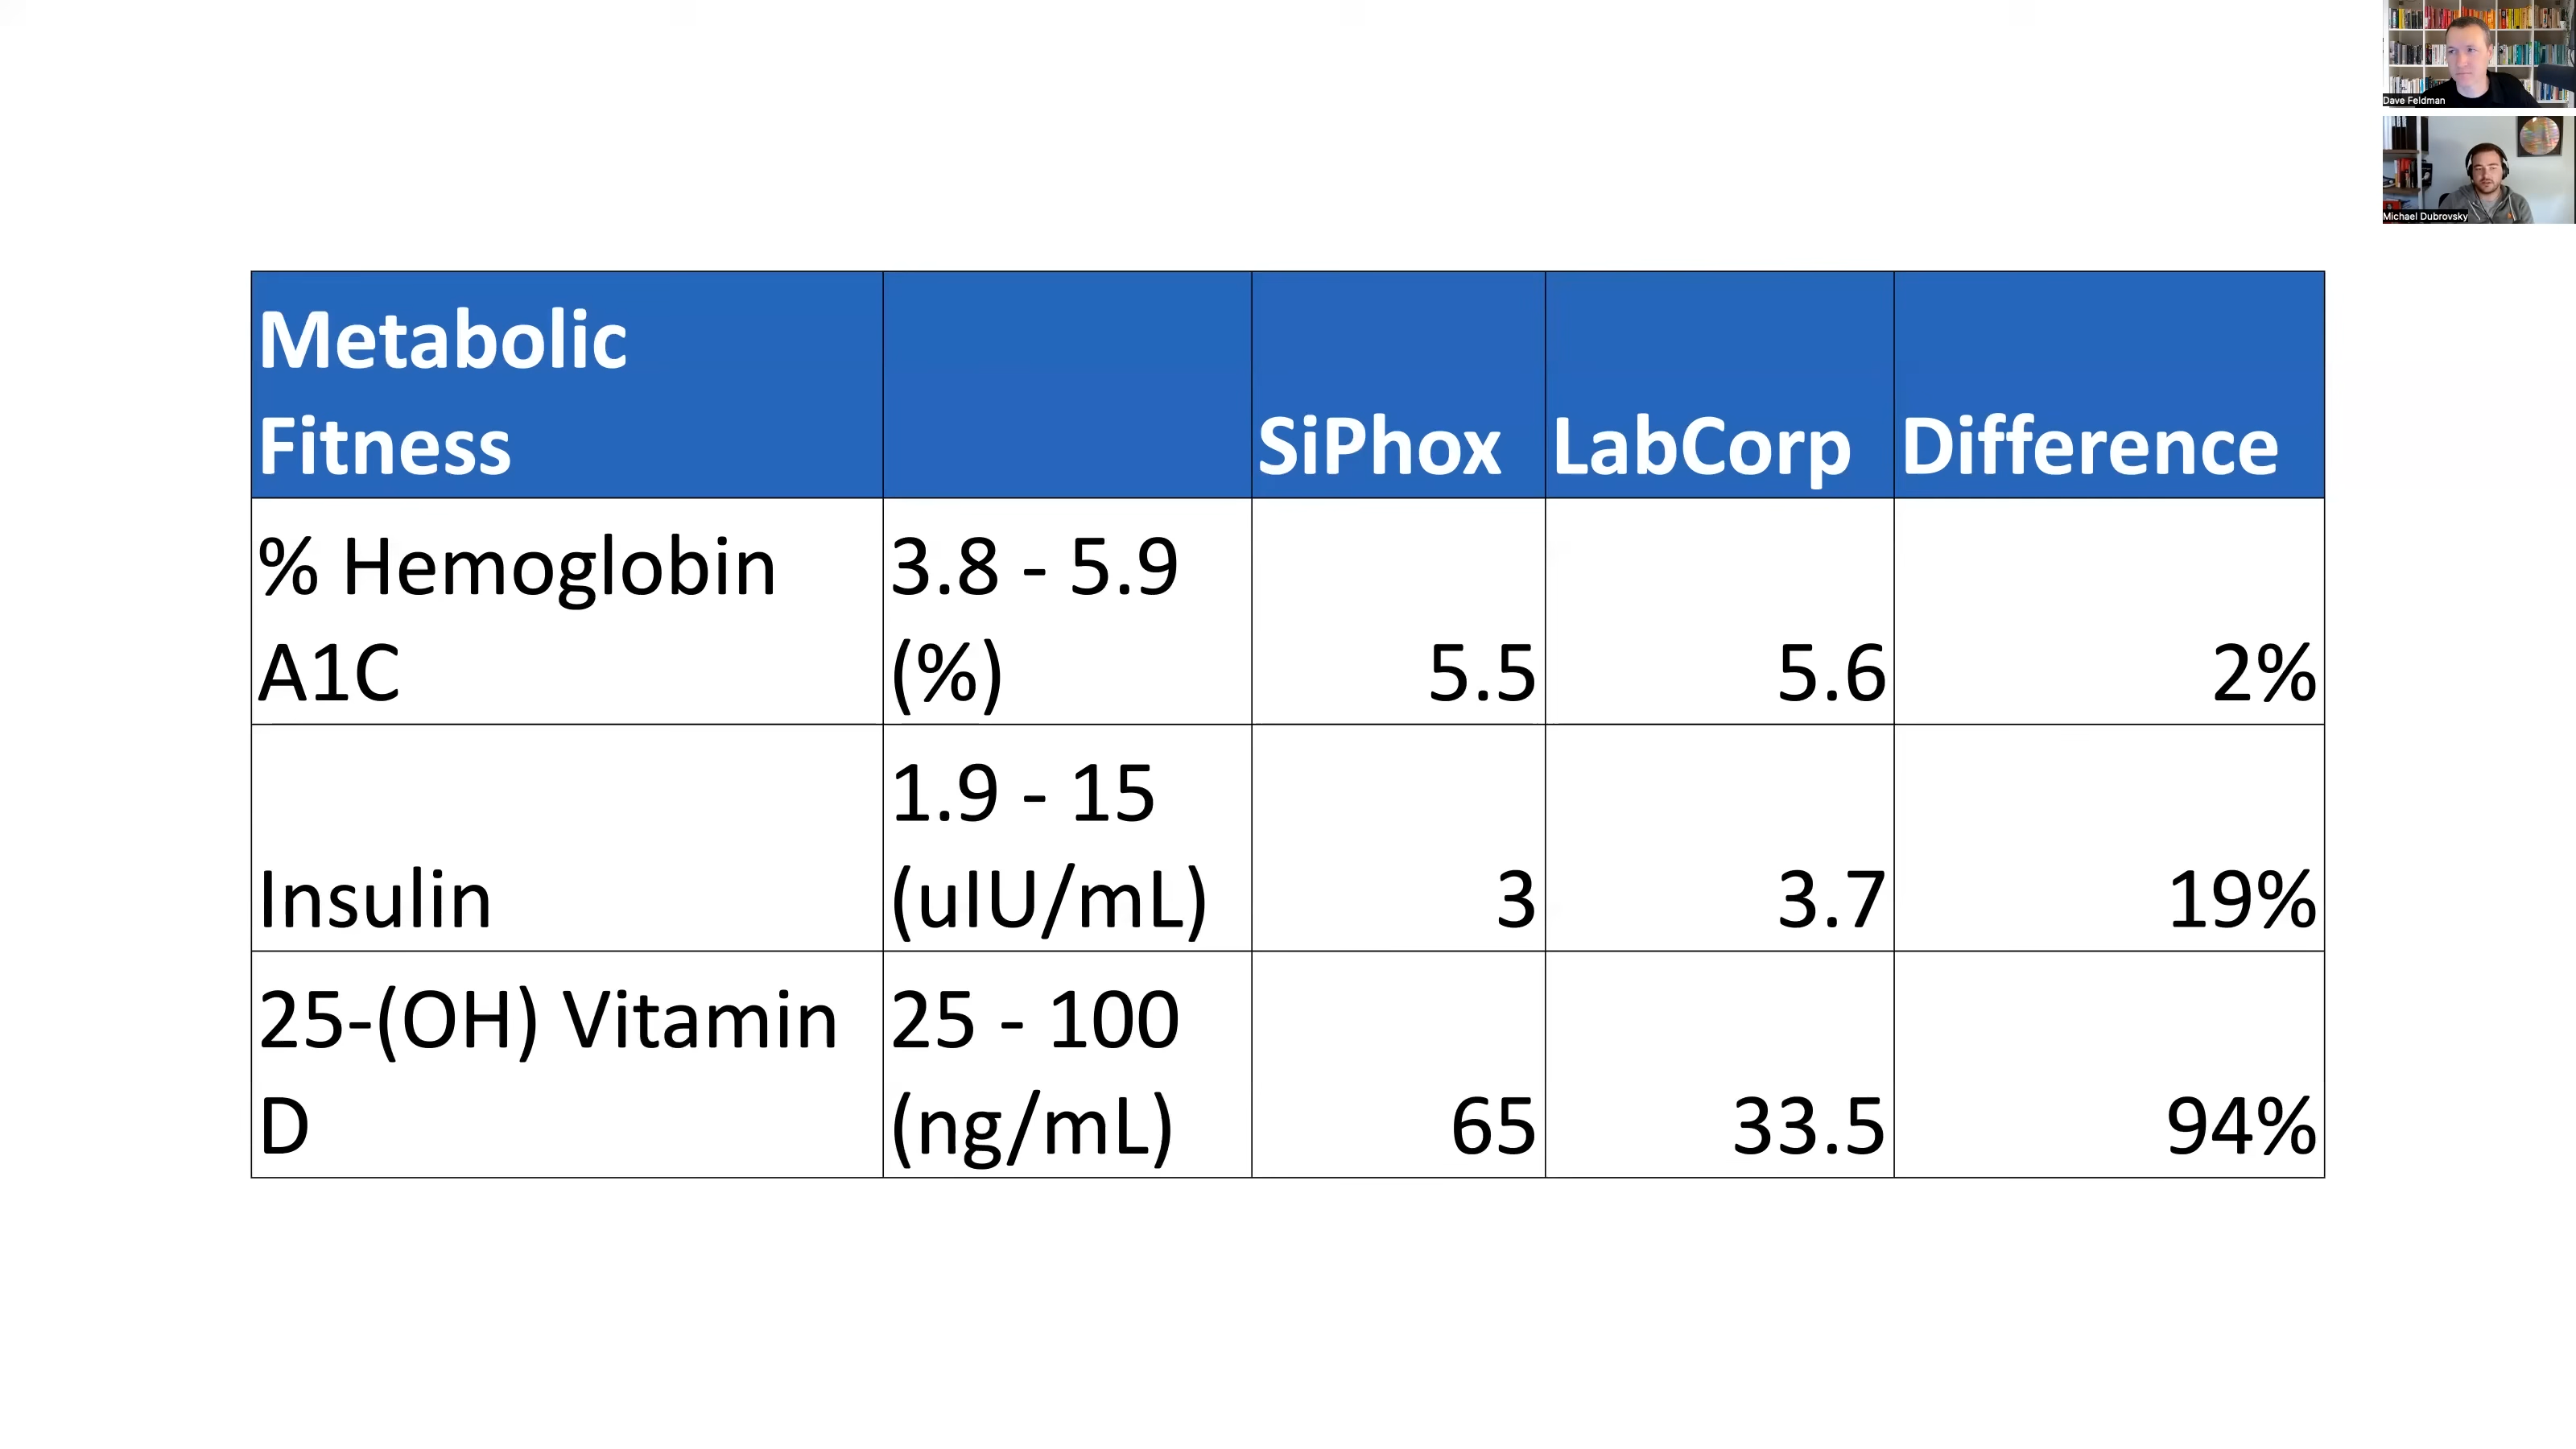 Dave Feldman
Michael Dubrovsky
Metabolic
Fitness
SiPhox
LabCorp
Difference
% Hemoglobin
A1C
3.8 - 5.9
(%)
5.5
5.6
2%
Insulin
1.9 - 15
(uIU/mL)
3
3.7
19%
25-(OH) Vitamin
D
25 - 100
(ng/mL)
65
33.5
94%